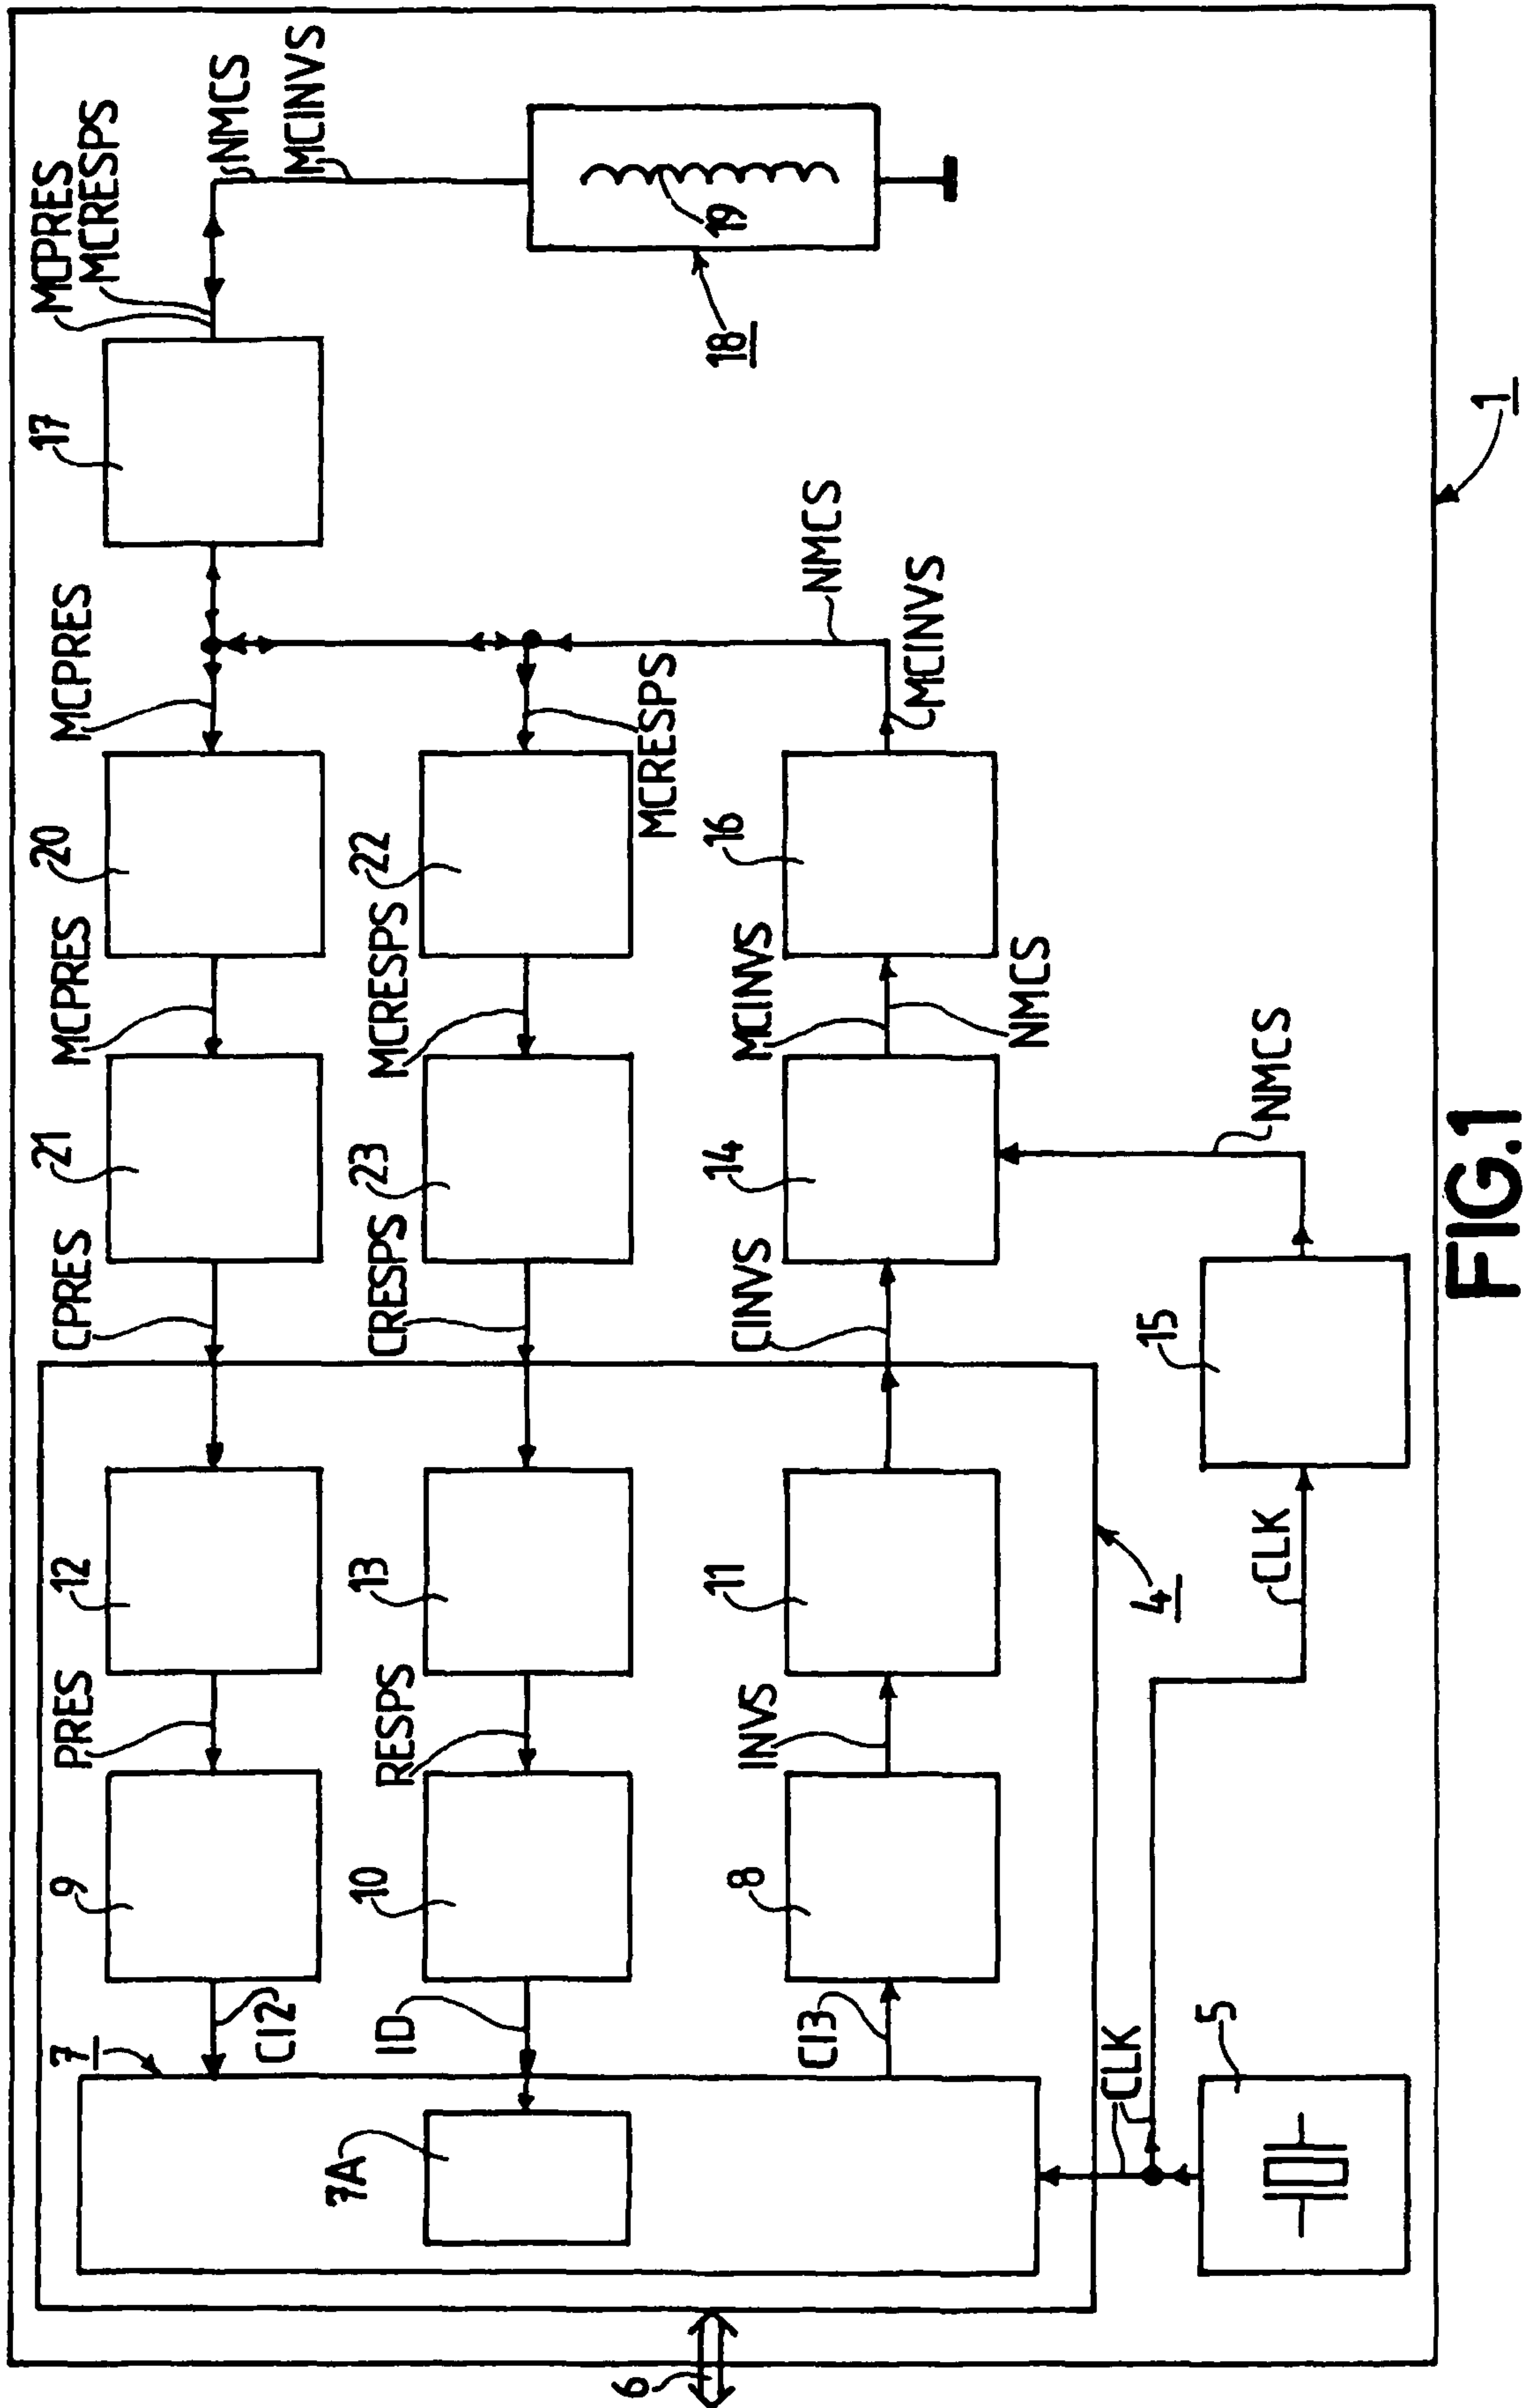 MCPRES
MCRESPS
NMCS
MCINVS
17
19
18
1
MCPRES
NMCS
MCINVS
MCRESPS
20
22
16
MCPRES
MCRESPS
MCINVS
NMCS
21
23
14
NMCS
CPRES
CRESPS
CINVS
15
12
13
11
4
CLK
PRES
RESPS
INVS
9
10
8
CI2
ID
CI3
7
7A
CLK
5
6
FIG.1